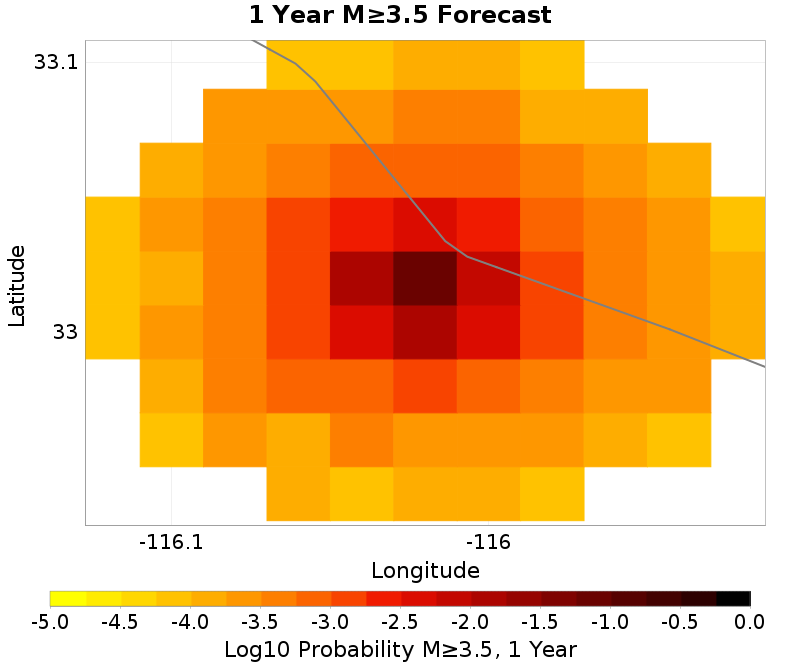 1 Year M≥3.5 Forecast
33.1
33
Latitude
-116.1 -116
Longitude
-5.0 -4.5 -4.0 -3.5 -3.0 -2.5 -2.0 -1.5 -1.0 -0.5 0.0
Log10 Probability M≥3.5, 1 Year